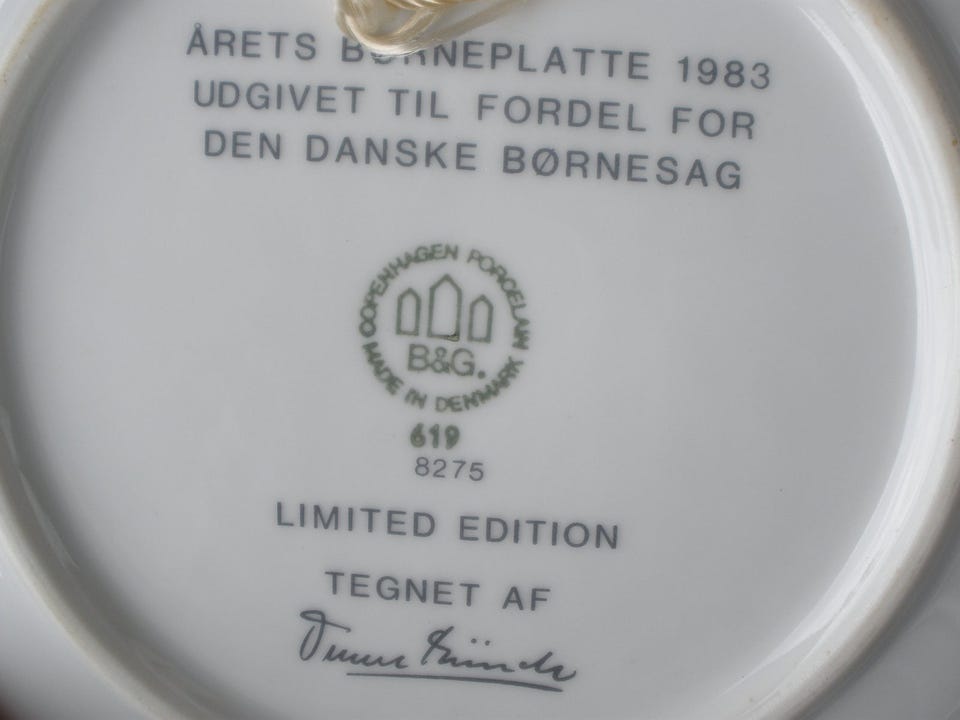 ÅRETS BØRNEPLATTE 1983
UDGIVET TIL FORDEL FOR
DEN DANSKE BØRNESAG
COPENHAGEN PORCELAIN
B&G.
MADE IN DENMARK
619
8275
LIMITED EDITION
TEGNET AF